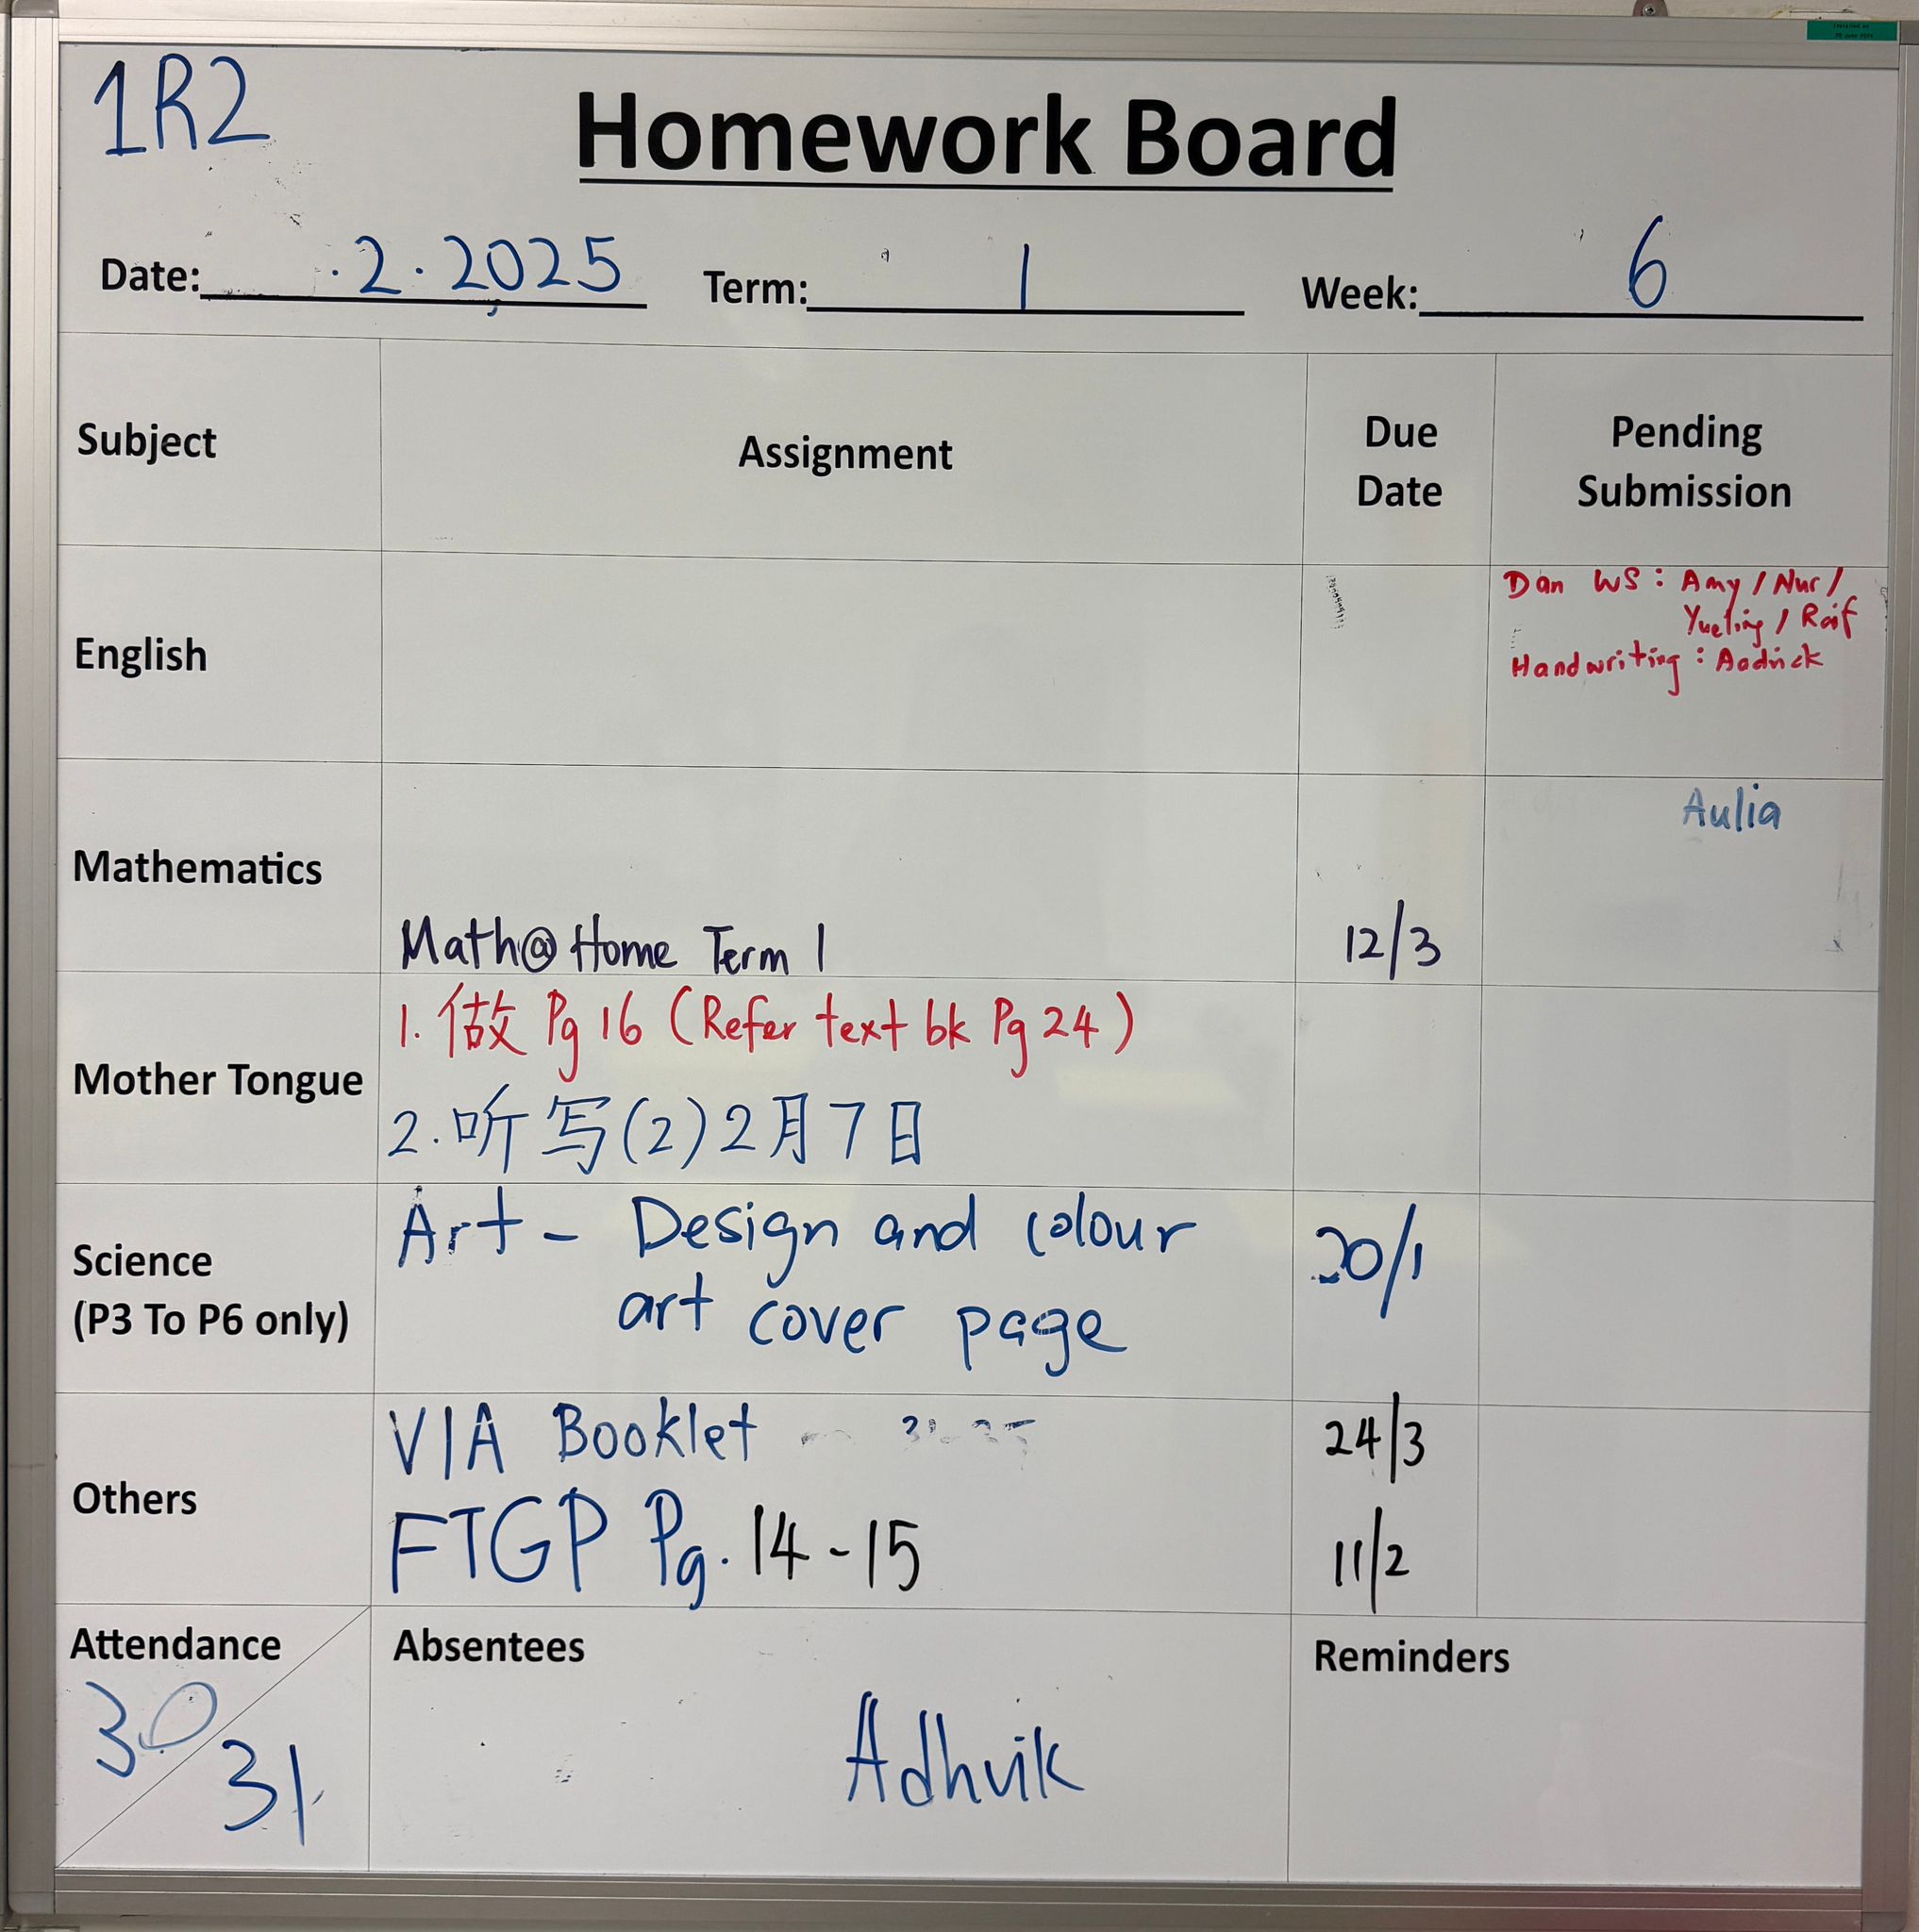 1R2
Homework Board
Date: .2.2025 Term: 1 Week: 6
Subject Assignment Due Date Pending Submission
English
Dan WS: Amy / Nur /
Yueling / Raif
Handwriting: Aadrick
Mathematics
Aulia
Math@Home Term 1 12/3
Mother Tongue
1. 做 Pg 16 (Refer text bk Pg 24)
2. 听写(2) 2月7日
Science
(P3 To P6 only)
Art - Design and colour 20/1
art cover page
Others
VIA Booklet 24/3
FTGP Pg. 14-15 11/2
Attendance Absentees Reminders
30
31
Adhvik